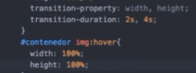 transition-property: width, height;
transition-duration: 2s, 4s;
}
#contenedor img:hover{
width: 100%;
height: 100%;